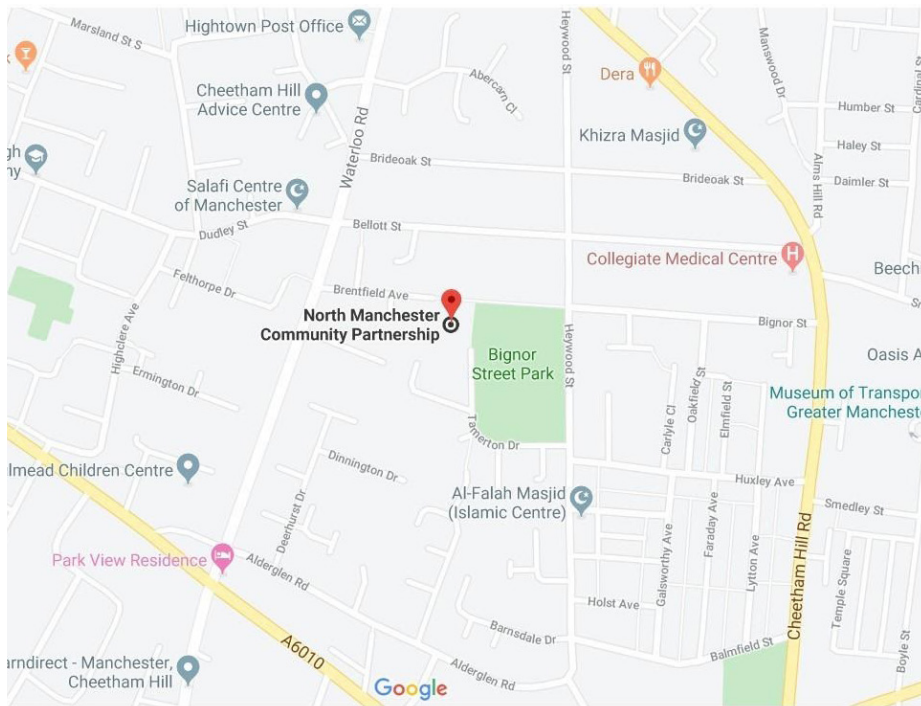 Marsland St S
Hightown Post Office
Heywood St
Dera
Manswood Dr
Cardinal St
Cheetham Hill
Advice Centre
Abercarn Cl
Humber St
Khizra Masjid
Haley St
Waterloo Rd
Brideoak St
Brideoak St
Daimler St
Alms Hill Rd
Salafi Centre
of Manchester
Dudley St
Bellott St
Collegiate Medical Centre
Felthorpe Dr
Brentfield Ave
North Manchester
Community Partnership
Bignor St
Heywood St
Highclere Ave
Bignor
Street Park
Oasis A
Oakfield St
Elmfield St
Carlyle Cl
Ermington Dr
Museum of Transpor
Greater Mancheste
Tamerton Dr
Dinnington Dr
lmead Children Centre
Huxley Ave
Al-Falah Masjid
(Islamic Centre)
Smedley St
Deerhurst Dr
Galsworthy Ave
Faraday Ave
Lytton Ave
Cheetham Hill Rd
Temple Square
Park View Residence
Alderglen Rd
Holst Ave
A6010
Barnsdale Dr
Balmfield St
Boyle St
arndirect - Manchester,
Cheetham Hill
Alderglen Rd
Google